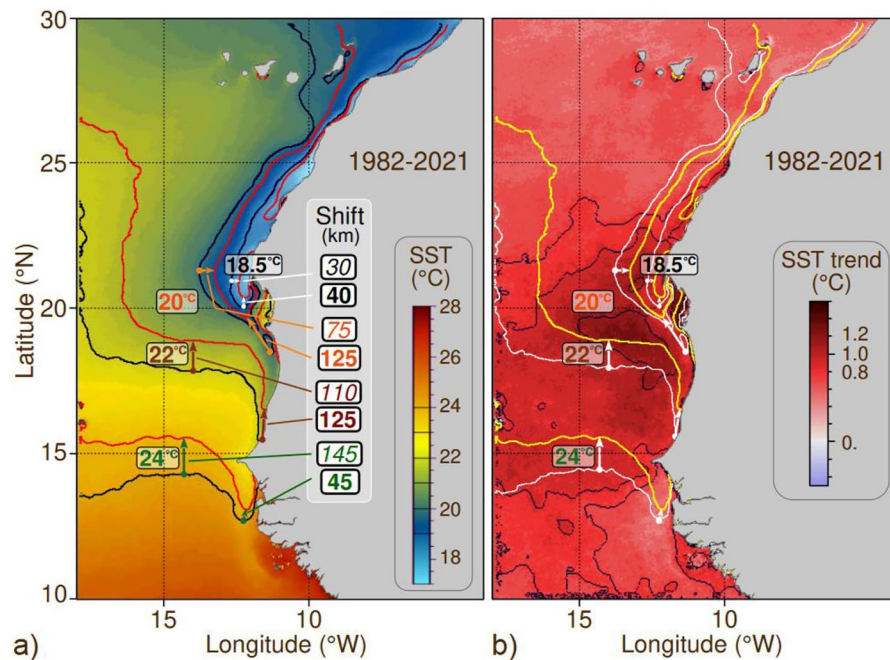 30
25
20
15
10
Latitude (°N)
15
10
Longitude (°W)
a)
1982-2021
Shift
(km)
18.5°C
30
40
20°C
75
125
22°C
110
125
24°C
145
45
SST
(°C)
28
26
24
22
20
18
b)
1982-2021
18.5°C
20°C
22°C
24°C
SST trend
(°C)
1.2
1.0
0.8
0.
15
10
Longitude (°W)